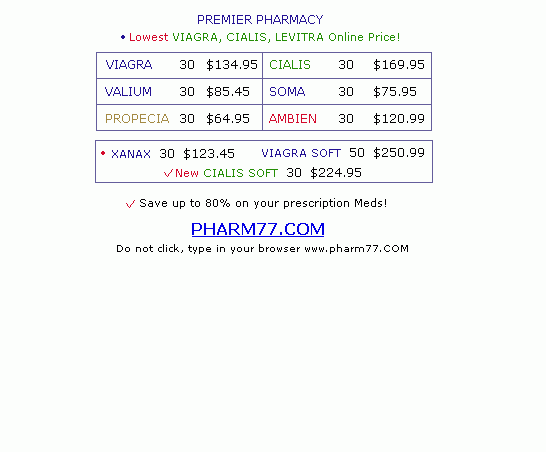 PREMIER PHARMACY
• Lowest VIAGRA, CIALIS, LEVITRA Online Price!
VIAGRA 30 $134.95 CIALIS 30 $169.95
VALIUM 30 $85.45 SOMA 30 $75.95
PROPECIA 30 $64.95 AMBIEN 30 $120.99
• XANAX 30 $123.45 VIAGRA SOFT 50 $250.99
✓New CIALIS SOFT 30 $224.95
✓ Save up to 80% on your prescription Meds!
PHARM77.COM
Do not click, type in your browser www.pharm77.COM